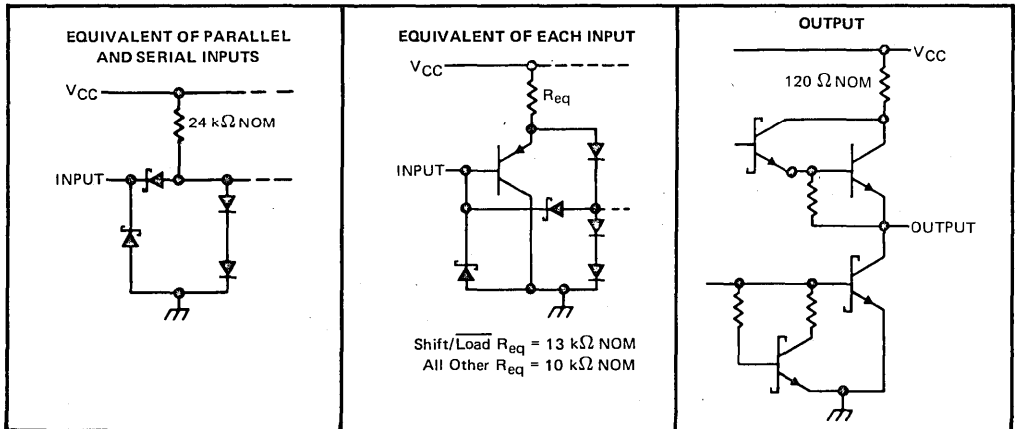 EQUIVALENT OF PARALLEL
AND SERIAL INPUTS
VCC
24 kΩ NOM
INPUT
EQUIVALENT OF EACH INPUT
VCC
Req
INPUT
Shift/Load Req = 13 kΩ NOM
All Other Req = 10 kΩ NOM
OUTPUT
VCC
120 Ω NOM
OUTPUT